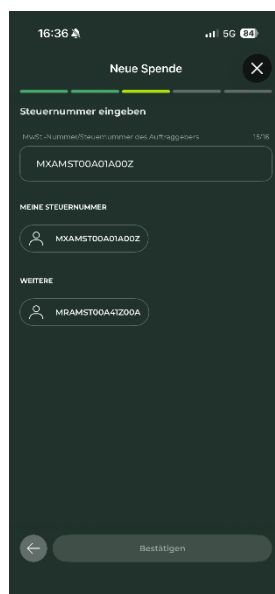 16:36
5G 84
Neue Spende
Steuernummer eingeben
MwSt.-Nummer/Steuernummer des Auftraggebers 15/16
MXAMST00A01A00Z
MEINE STEUERNUMMER
MXAMST00A01A00Z
WEITERE
MRAMST00A41Z00A
Bestätigen